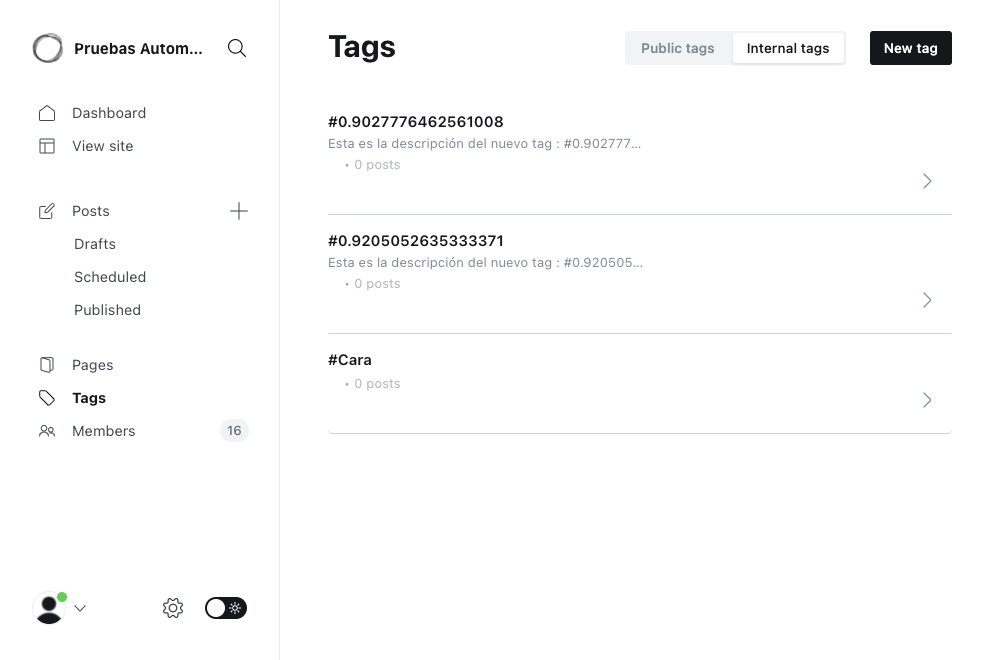 Pruebas Autom...
Dashboard
View site
Posts
Drafts
Scheduled
Published
Pages
Tags
Members 16
Tags
Public tags Internal tags New tag
#0.9027776462561008
Esta es la descripción del nuevo tag : #0.902777...
• 0 posts
#0.9205052635333371
Esta es la descripción del nuevo tag : #0.920505...
• 0 posts
#Cara
• 0 posts